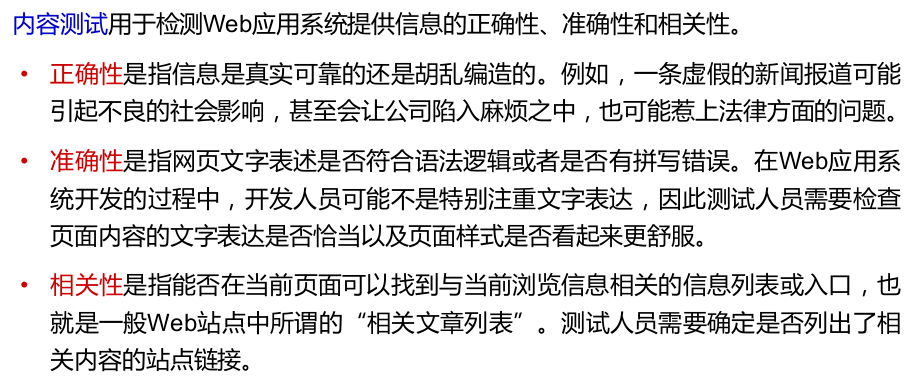 内容测试用于检测Web应用系统提供信息的正确性、准确性和相关性。
• 正确性是指信息是真实可靠的还是胡乱编造的。例如，一条虚假的新闻报道可能
引起不良的社会影响，甚至会让公司陷入麻烦之中，也可能惹上法律方面的问题。
• 准确性是指网页文字表述是否符合语法逻辑或者是否有拼写错误。在Web应用系
统开发的过程中，开发人员可能不是特别注重文字表达，因此测试人员需要检查
页面内容的文字表达是否恰当以及页面样式是否看起来更舒服。
• 相关性是指能否在当前页面可以找到与当前浏览信息相关的信息列表或入口，也
就是一般Web站点中所谓的“相关文章列表”。测试人员需要确定是否列出了相
关内容的站点链接。